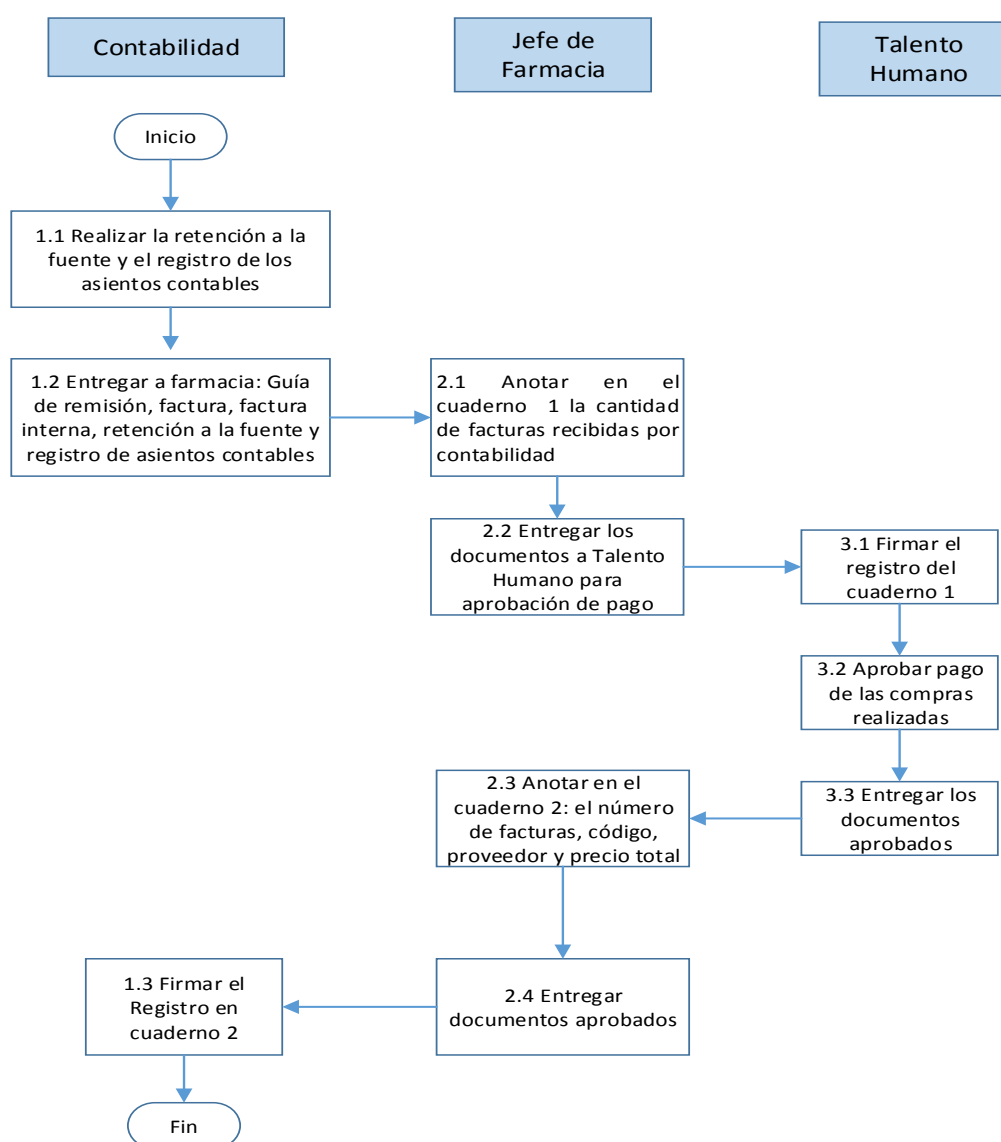 Contabilidad
Jefe de
Farmacia
Talento
Humano
Inicio
1.1 Realizar la retención a la
fuente y el registro de los
asientos contables
1.2 Entregar a farmacia: Guía
de remisión, factura, factura
interna, retención a la fuente y
registro de asientos contables
2.1 Anotar en el
cuaderno 1 la cantidad
de facturas recibidas por
contabilidad
2.2 Entregar los
documentos a Talento
Humano para
aprobación de pago
3.1 Firmar el
registro del
cuaderno 1
3.2 Aprobar pago
de las compras
realizadas
3.3 Entregar los
documentos
aprobados
2.3 Anotar en el
cuaderno 2: el número
de facturas, código,
proveedor y precio total
2.4 Entregar
documentos aprobados
1.3 Firmar el
Registro en
cuaderno 2
Fin